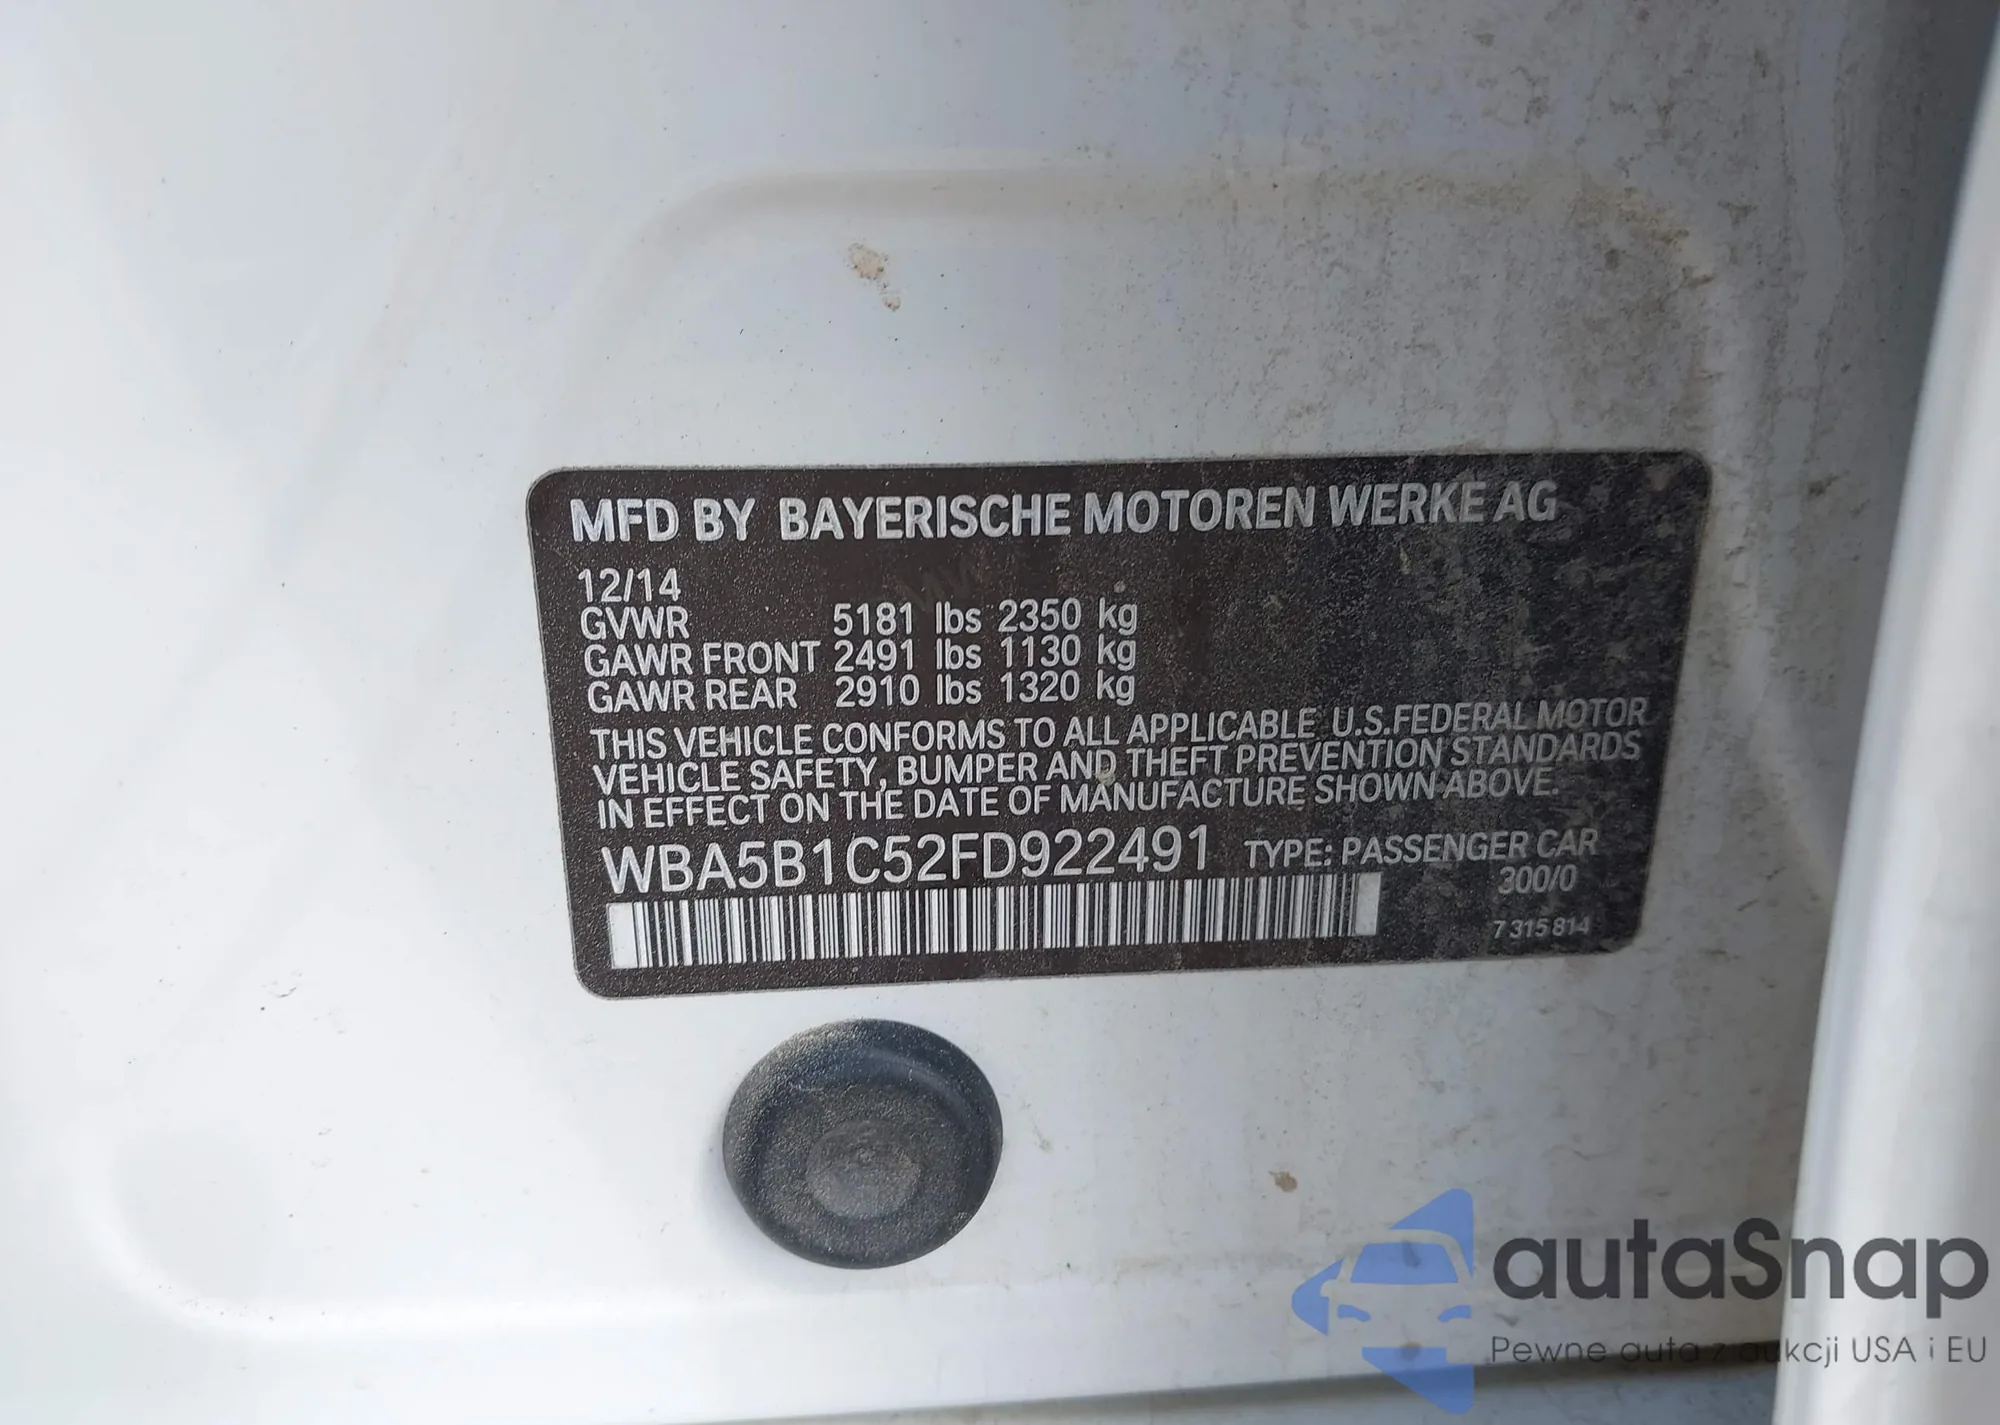 MFD BY BAYERISCHE MOTOREN WERKE AG
12/14
GVWR 5181 lbs 2350 kg
GAWR FRONT 2491 lbs 1130 kg
GAWR REAR 2910 lbs 1320 kg
THIS VEHICLE CONFORMS TO ALL APPLICABLE U.S.FEDERAL MOTOR
VEHICLE SAFETY, BUMPER AND THEFT PREVENTION STANDARDS
IN EFFECT ON THE DATE OF MANUFACTURE SHOWN ABOVE.
WBA5B1C52FD922491 TYPE: PASSENGER CAR
300/0
7 315 814
autaSnap
Pewne auta z aukcji USA i EU